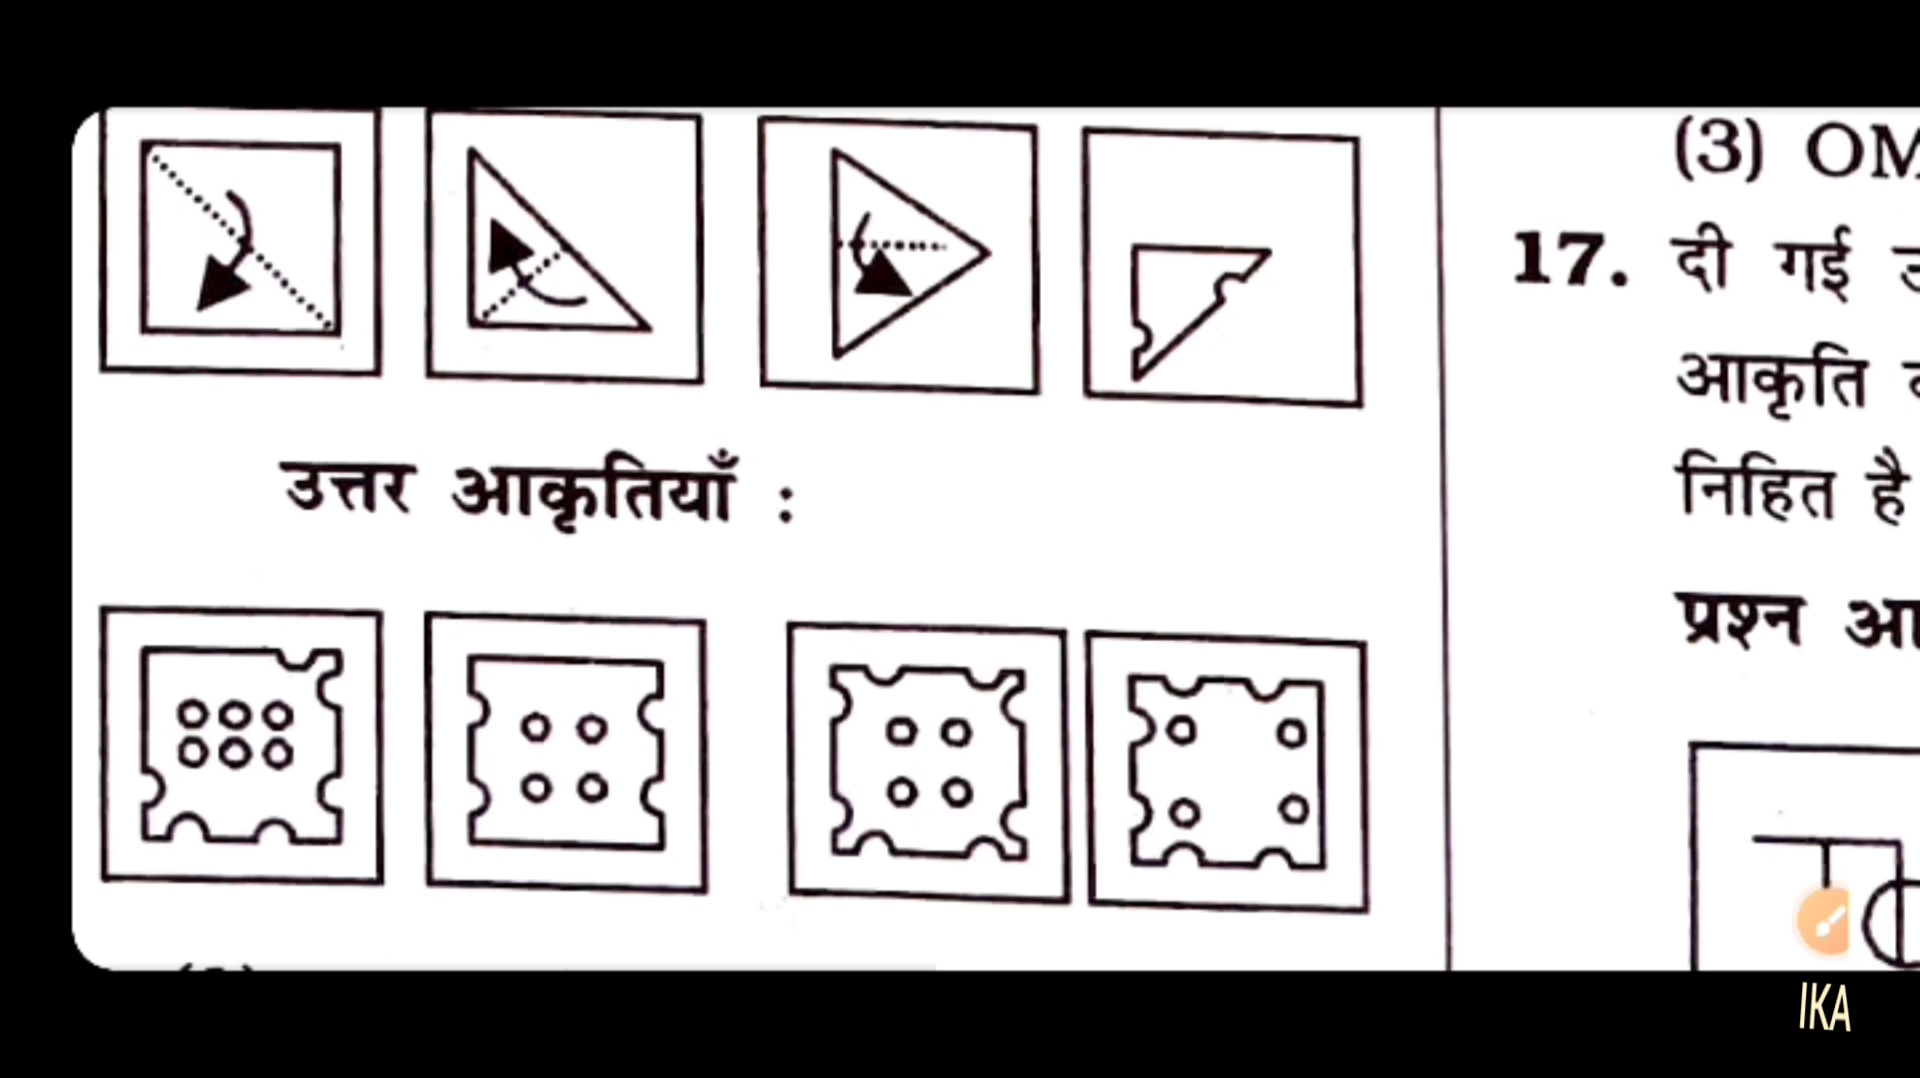 (3) OM
17. दी गई
आकृति
निहित है
उत्तर आकृतियाँ :
प्रश्न आ
IKA